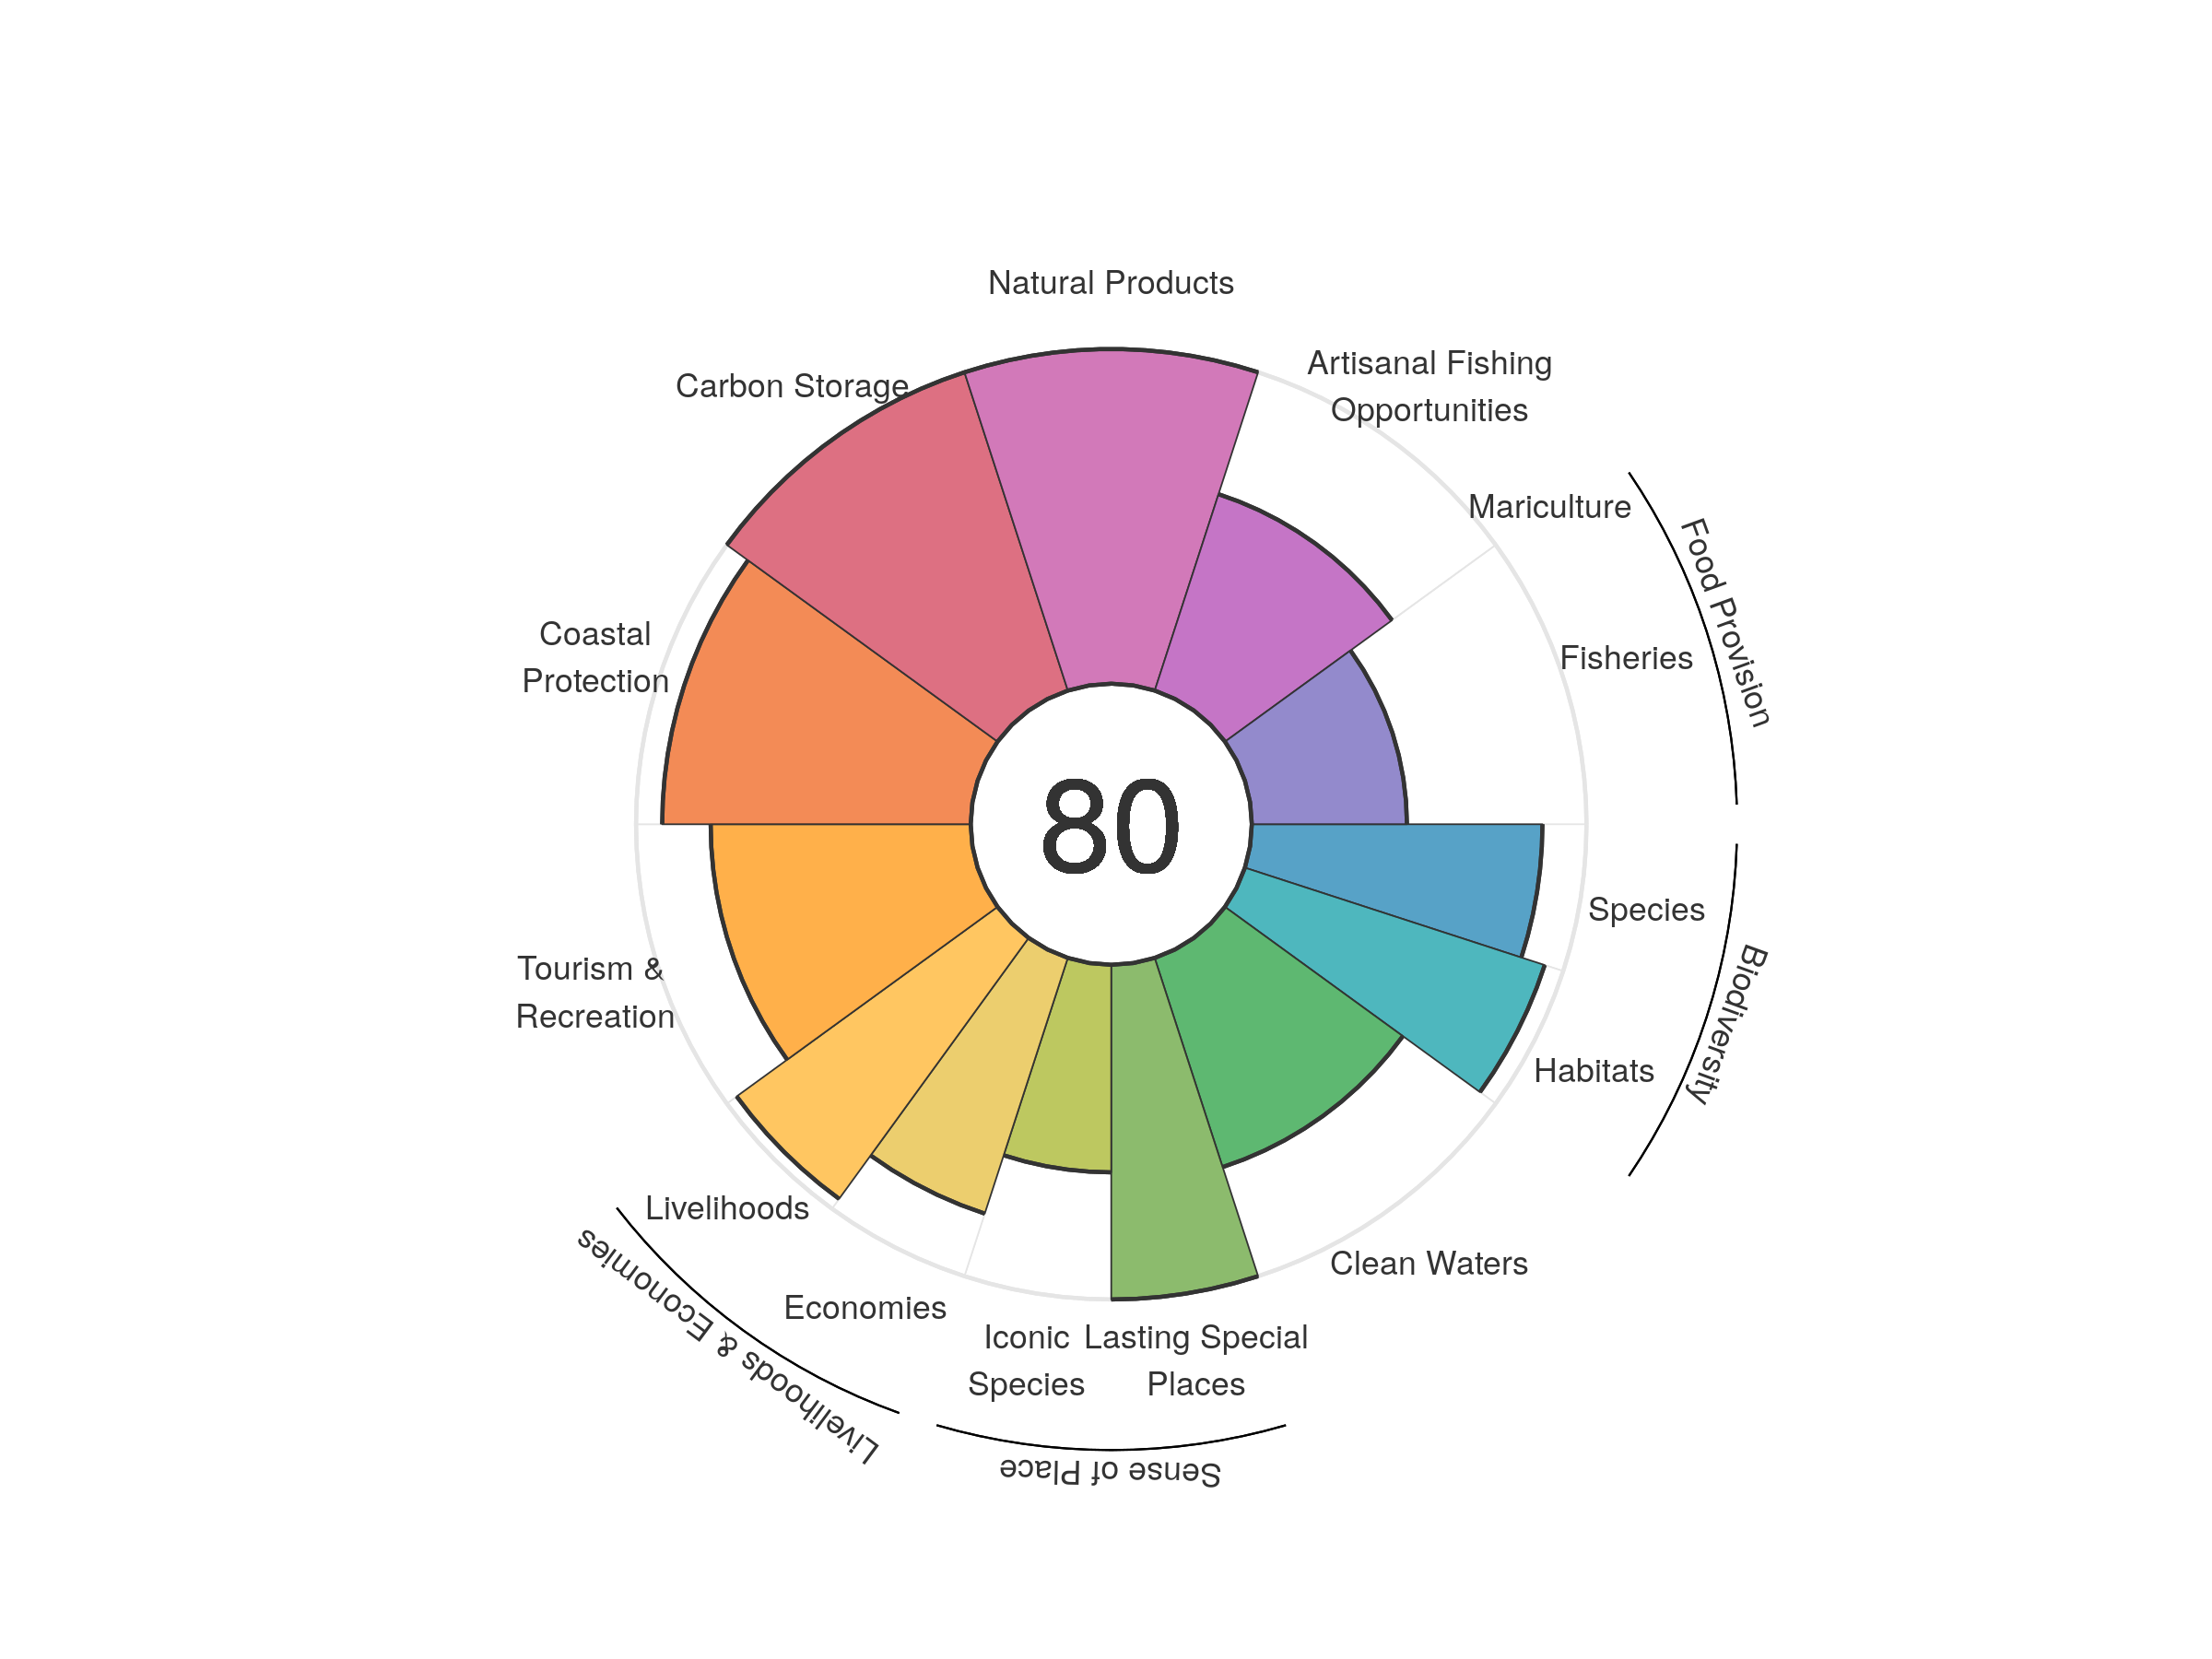 Natural Products
Artisanal Fishing
Opportunities
Carbon Storage
Mariculture
Food Provision
Fisheries
Coastal
Protection
80
Species
Biodiversity
Habitats
Tourism &
Recreation
Livelihoods
Livelihoods & Economies
Clean Waters
Economies
Iconic
Species
Lasting Special
Places
Sense of Place